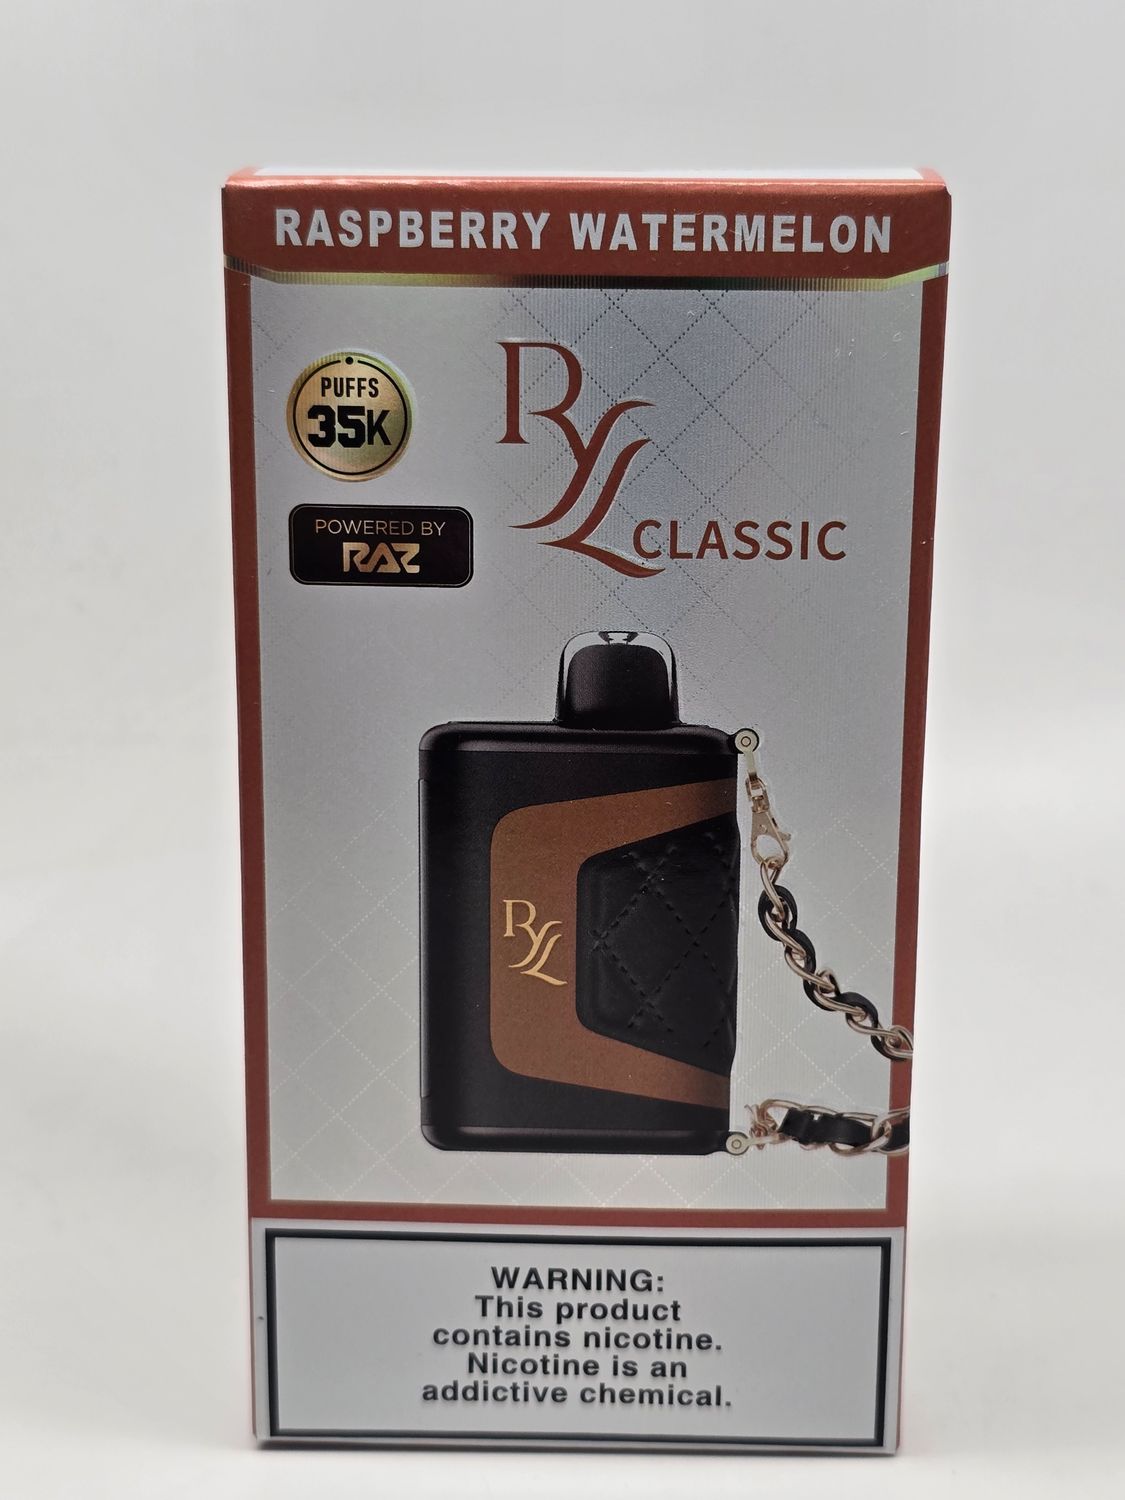 RASPBERRY WATERMELON
PUFFS
35K
RYL
CLASSIC
POWERED BY
RAZ
RYL
WARNING:
This product
contains nicotine.
Nicotine is an
addictive chemical.